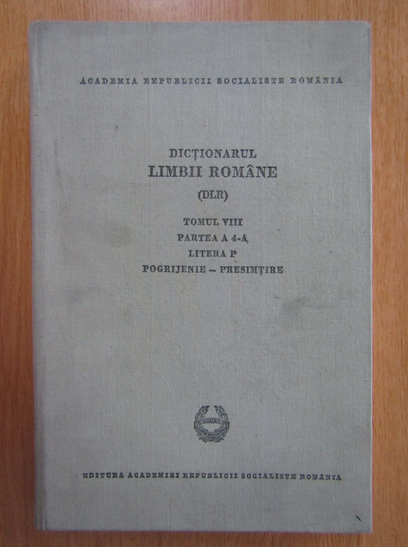 ACADEMIA REPUBLICII SOCIALISTE ROMÂNIA
DICȚIONARUL
LIMBII ROMÂNE
(DLR)
TOMUL VIII
PARTEA A 4-A,
LITERA P
POGRIJENIE – PRESIMȚIRE
EDITURA ACADEMIEI REPUBLICII SOCIALISTE ROMÂNIA